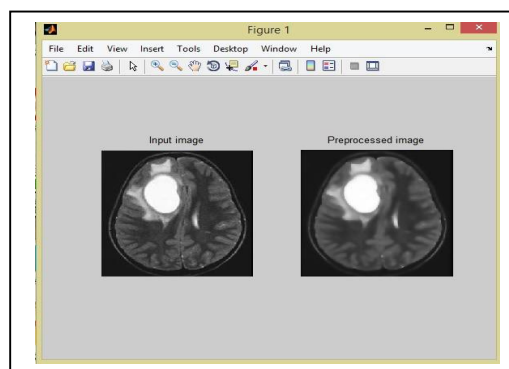 Figure 1
File Edit View Insert Tools Desktop Window Help
Input image
Preprocessed image